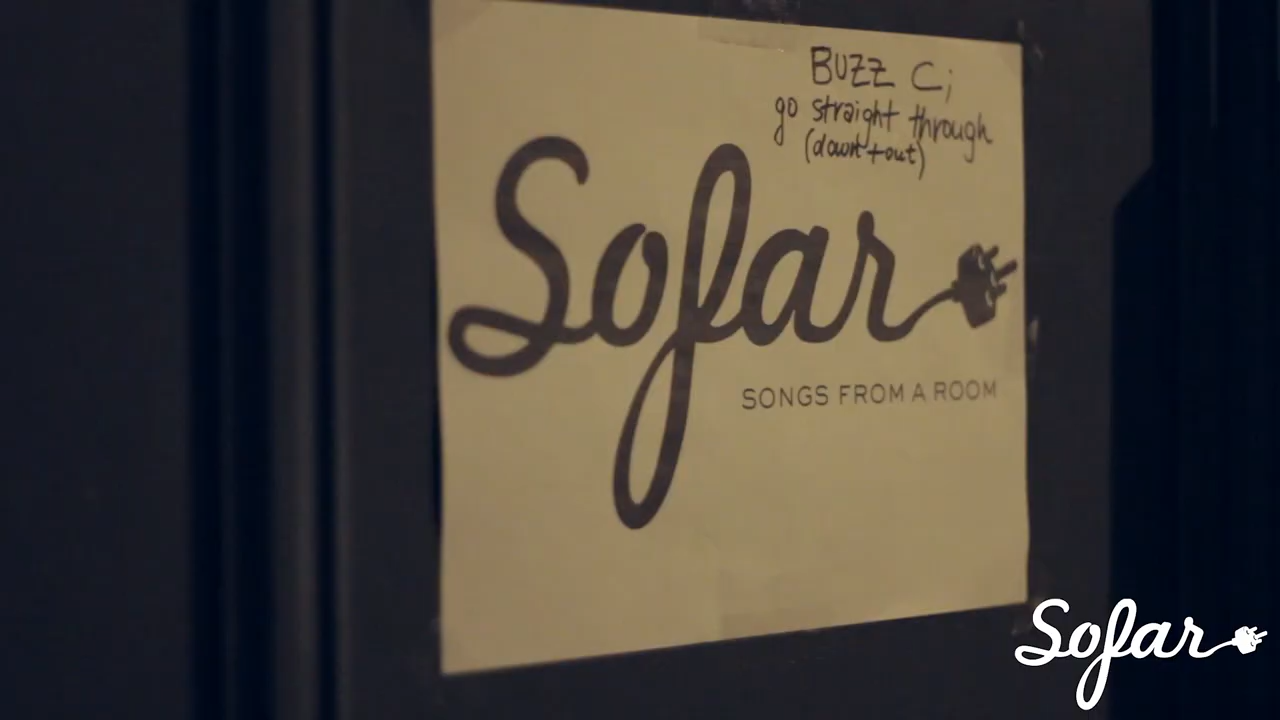 BUZZ C;
go straight through
(down + out)
Sofar
SONGS FROM A ROOM
Sofar